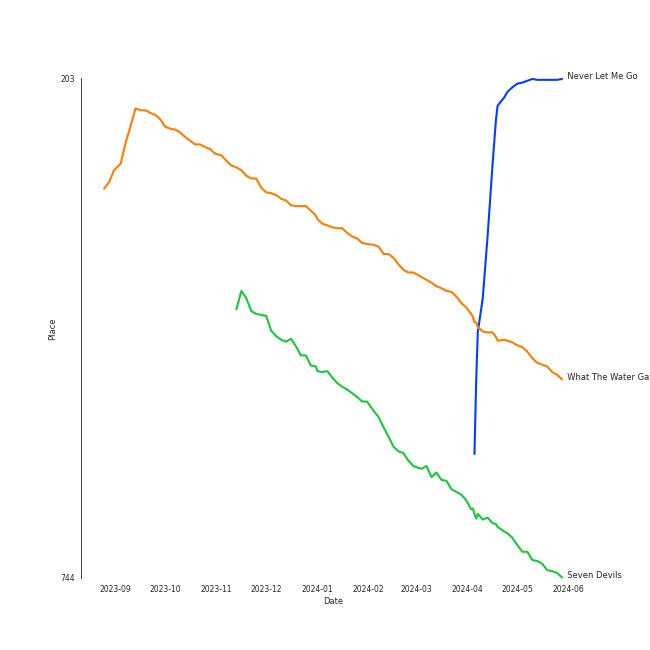 203
Never Let Me Go
Place
What The Water Ga
Seven Devils
744
2023-09 2023-10 2023-11 2023-12 2024-01 2024-02 2024-03 2024-04 2024-05 2024-06
Date